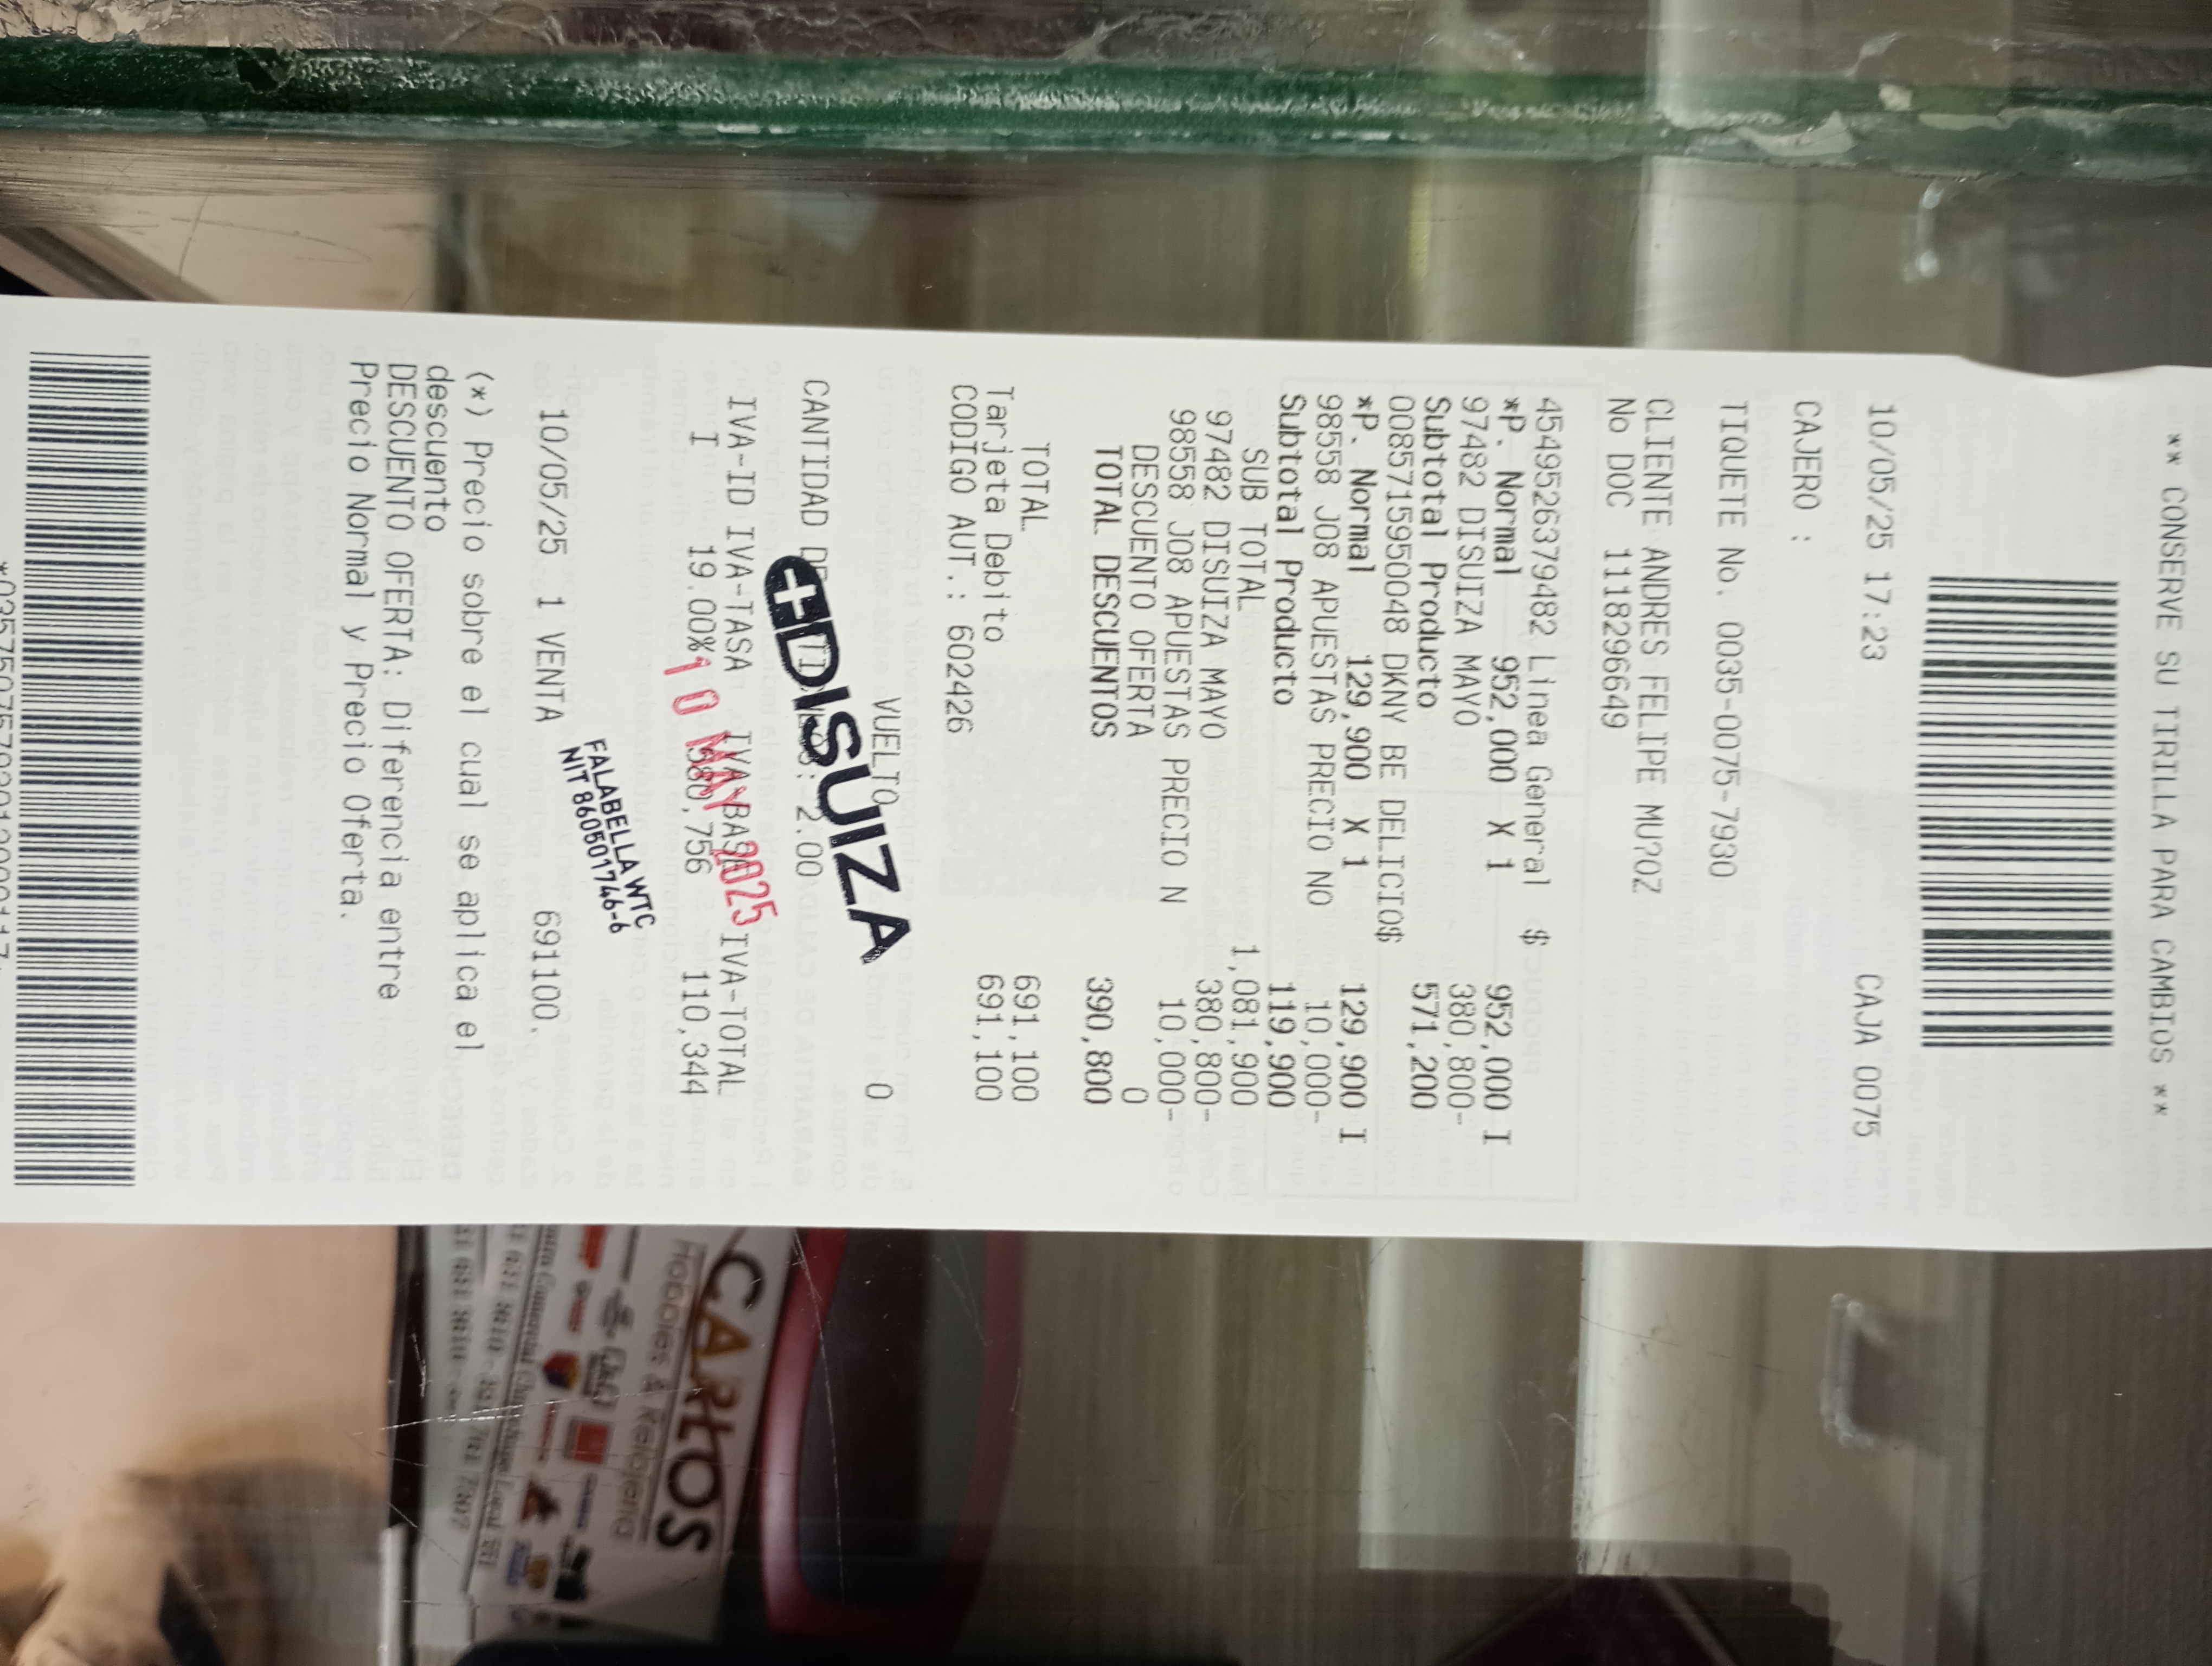 ** CONSERVE SU TIRILLA PARA CAMBIOS **
10/05/25 17:23 CAJA 0075
CAJERO :
TIQUETE No. 0035-0075-7930
CLIENTE ANDRES FELIPE MU?OZ
No DOC 1118296649
4549526379482 Linea General $ 952,000 I
*P. Normal 952,000 X 1
97482 DISUIZA MAYO 380,800-
Subtotal Producto 571,200
0085715950048 DKNY BE DELICIO$ 129,900 I
*P. Normal 129,900 X 1
98558 J08 APUESTAS PRECIO NO 10,000-
Subtotal Producto 119,900
SUB TOTAL 1,081,900
97482 DISUIZA MAYO 380,800-
98558 J08 APUESTAS PRECIO N 10,000-
DESCUENTO OFERTA 0
TOTAL DESCUENTOS 390,800
TOTAL 691,100
Tarjeta Debito 691,100
CODIGO AUT.: 602426
VUELTO 0
DISUIZA
CANTIDAD 2.00
IVA-ID IVA-TASA IVA-BASE IVA-TOTAL
I 19.00% 580,756 110,344
10 MAY 2025
FALABELLA WTC
NIT 860501746-6
10/05/25 1 VENTA 691100.
(*) Precio sobre el cual se aplica el
descuento
DESCUENTO OFERTA: Diferencia entre
Precio Normal y Precio Oferta.
CARLOS
Hobbies & Relojeria